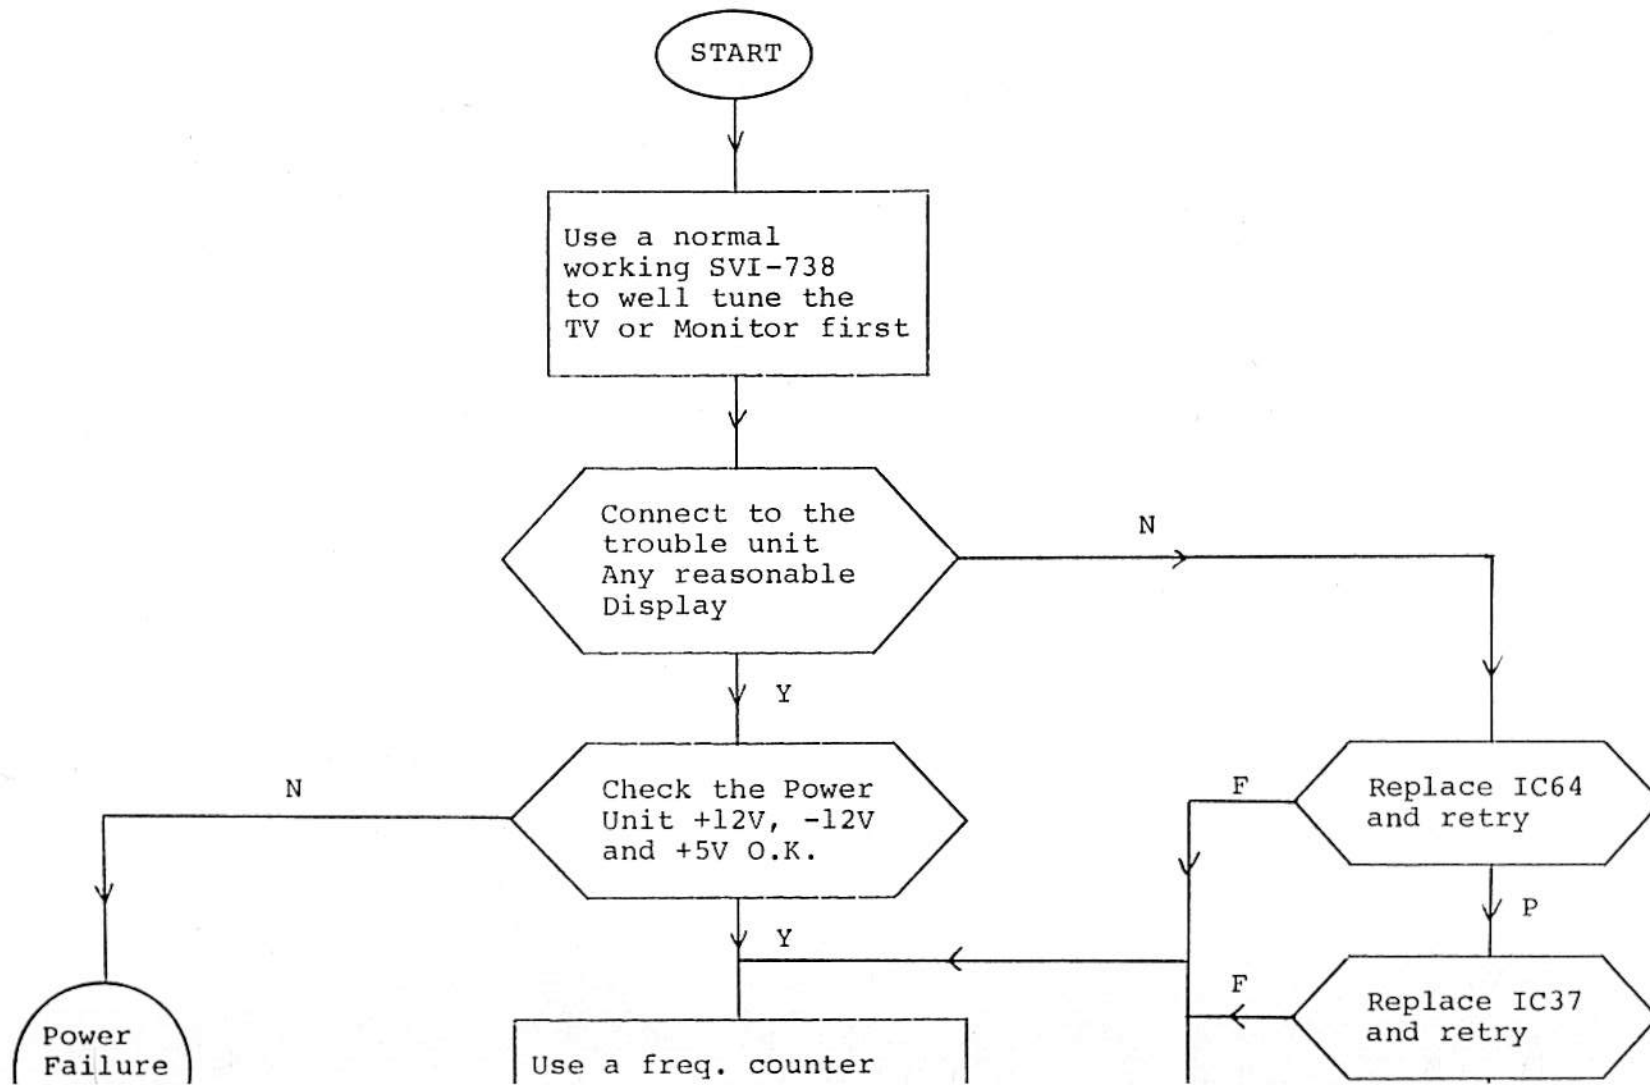 START
Use a normal
working SVI-738
to well tune the
TV or Monitor first
Connect to the
trouble unit
Any reasonable
Display
N
Y
Check the Power
Unit +12V, -12V
and +5V O.K.
N
Y
Replace IC64
and retry
F
P
Replace IC37
and retry
F
Power
Failure
Use a freq. counter